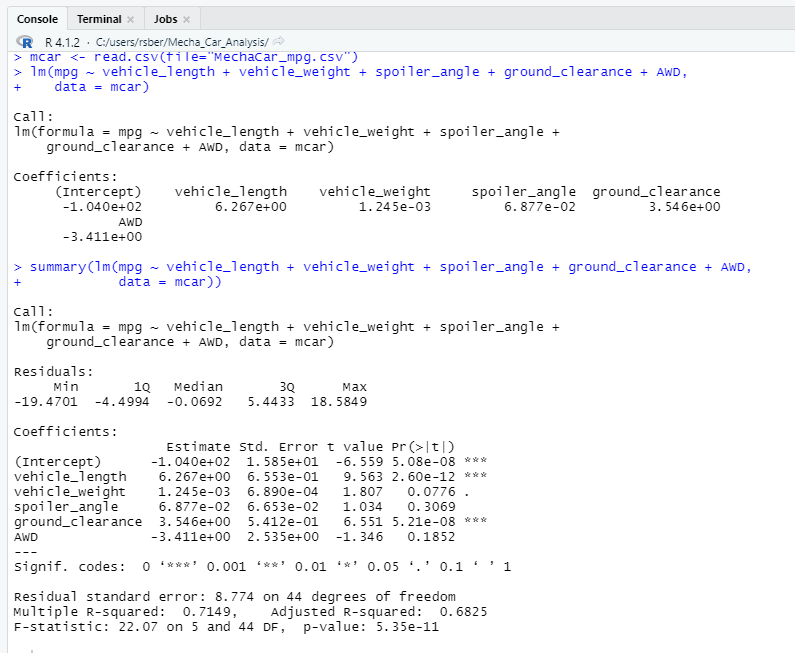 Console Terminal Jobs
R 4.1.2 · C:/users/rsber/Mecha_Car_Analysis/
> mcar <- read.csv(file="MechaCar_mpg.csv")
> lm(mpg ~ vehicle_length + vehicle_weight + spoiler_angle + ground_clearance + AWD,
+    data = mcar)
Call:
lm(formula = mpg ~ vehicle_length + vehicle_weight + spoiler_angle +
    ground_clearance + AWD, data = mcar)
Coefficients:
     (Intercept)    vehicle_length    vehicle_weight     spoiler_angle  ground_clearance
      -1.040e+02         6.267e+00         1.245e-03         6.877e-02         3.546e+00
             AWD
      -3.411e+00
> summary(lm(mpg ~ vehicle_length + vehicle_weight + spoiler_angle + ground_clearance + AWD,
+            data = mcar))
Call:
lm(formula = mpg ~ vehicle_length + vehicle_weight + spoiler_angle +
    ground_clearance + AWD, data = mcar)
Residuals:
     Min       1Q   Median       3Q      Max
-19.4701  -4.4994  -0.0692   5.4433  18.5849
Coefficients:
                   Estimate Std. Error t value Pr(>|t|)
(Intercept)      -1.040e+02  1.585e+01  -6.559 5.08e-08 ***
vehicle_length    6.267e+00  6.553e-01   9.563 2.60e-12 ***
vehicle_weight    1.245e-03  6.890e-04   1.807   0.0776 .
spoiler_angle     6.877e-02  6.653e-02   1.034   0.3069
ground_clearance  3.546e+00  5.412e-01   6.551 5.21e-08 ***
AWD              -3.411e+00  2.535e+00  -1.346   0.1852
---
Signif. codes:  0 ‘***’ 0.001 ‘**’ 0.01 ‘*’ 0.05 ‘.’ 0.1 ‘ ’ 1
Residual standard error: 8.774 on 44 degrees of freedom
Multiple R-squared:  0.7149,    Adjusted R-squared:  0.6825
F-statistic: 22.07 on 5 and 44 DF,  p-value: 5.35e-11